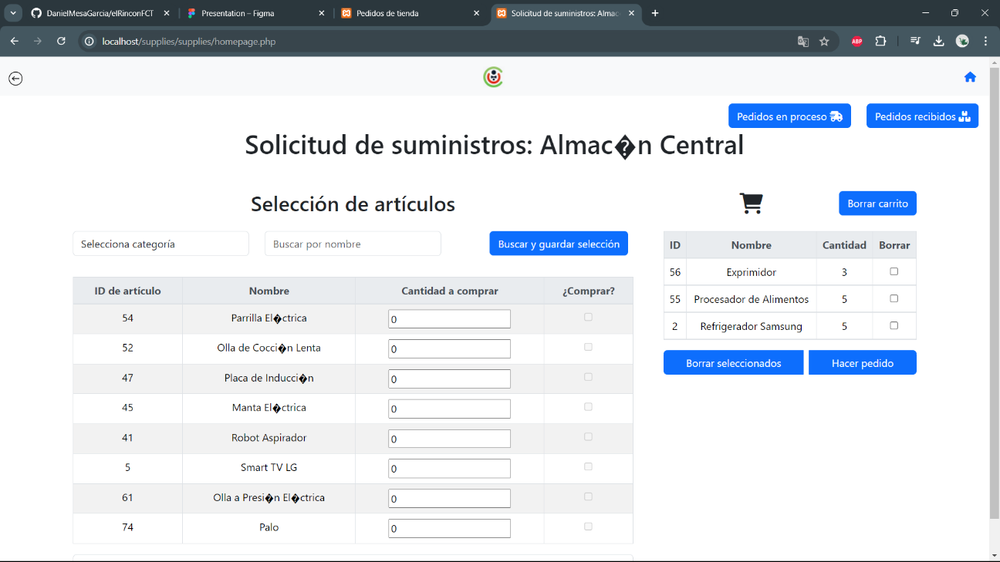 DanielMesaGarcia/elRinconFCT
Presentation – Figma
Pedidos de tienda
Solicitud de suministros: Almac
localhost/supplies/supplies/homepage.php
ABP
Pedidos en proceso
Pedidos recibidos
Solicitud de suministros: Almac�n Central
Selección de artículos
Borrar carrito
Selecciona categoría
Buscar por nombre
Buscar y guardar selección
ID Nombre Cantidad Borrar
56 Exprimidor 3
55 Procesador de Alimentos 5
2 Refrigerador Samsung 5
Borrar seleccionados
Hacer pedido
ID de artículo Nombre Cantidad a comprar ¿Comprar?
54 Parrilla El�ctrica 0
52 Olla de Cocci�n Lenta 0
47 Placa de Inducci�n 0
45 Manta El�ctrica 0
41 Robot Aspirador 0
5 Smart TV LG 0
61 Olla a Presi�n El�ctrica 0
74 Palo 0